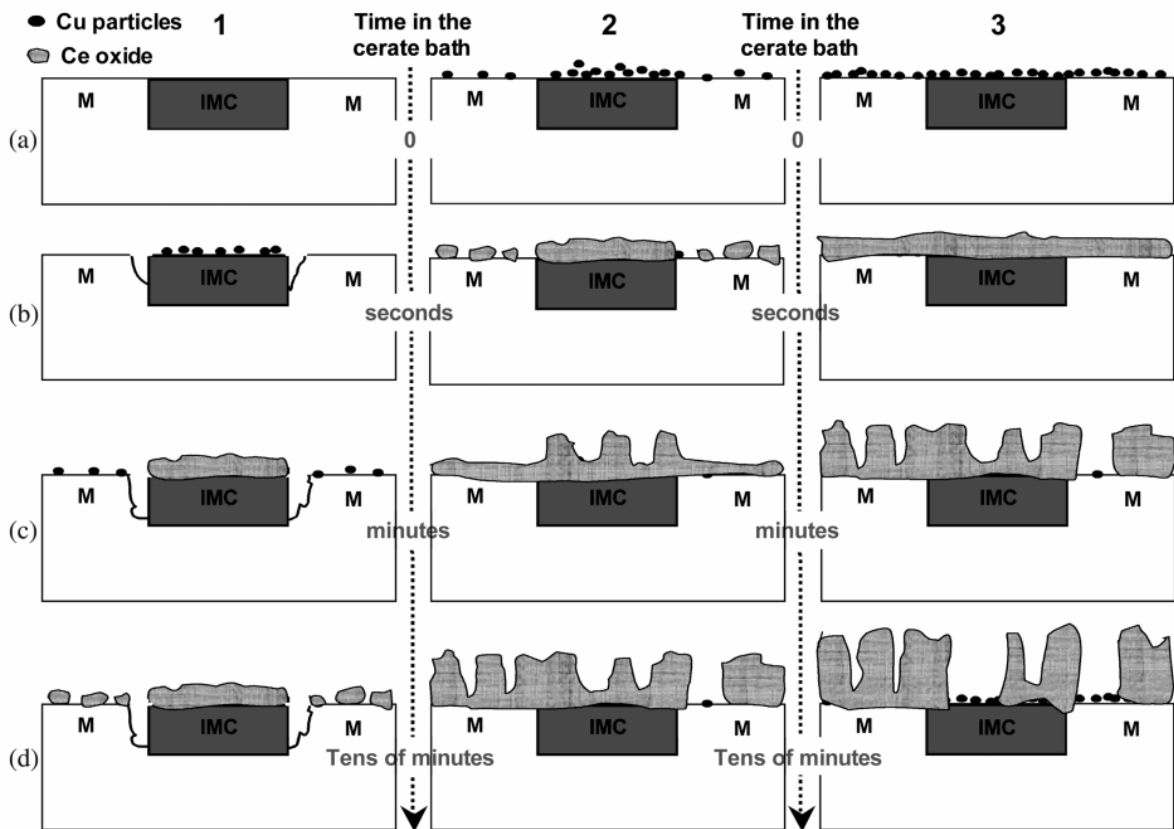 Cu particles
Ce oxide
1
Time in the
cerate bath
2
Time in the
cerate bath
3
(a)
M
IMC
M
0
M
IMC
M
0
M
IMC
M
(b)
M
IMC
M
seconds
M
IMC
M
seconds
M
IMC
M
(c)
M
IMC
M
minutes
M
IMC
M
minutes
M
IMC
M
(d)
M
IMC
M
Tens of minutes
M
IMC
M
Tens of minutes
M
IMC
M